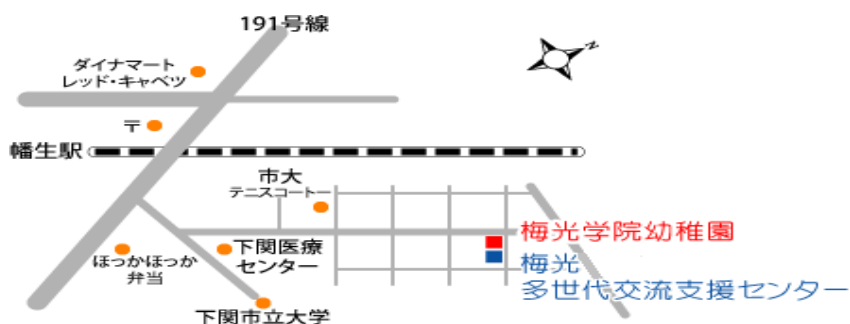 191号線
N
ダイナマート
レッド・キャベツ
〒
幡生駅
市大
テニスコートー
梅光学院幼稚園
下関医療
センター
ほっかほっか
弁当
梅光
多世代交流支援センター
下関市立大学